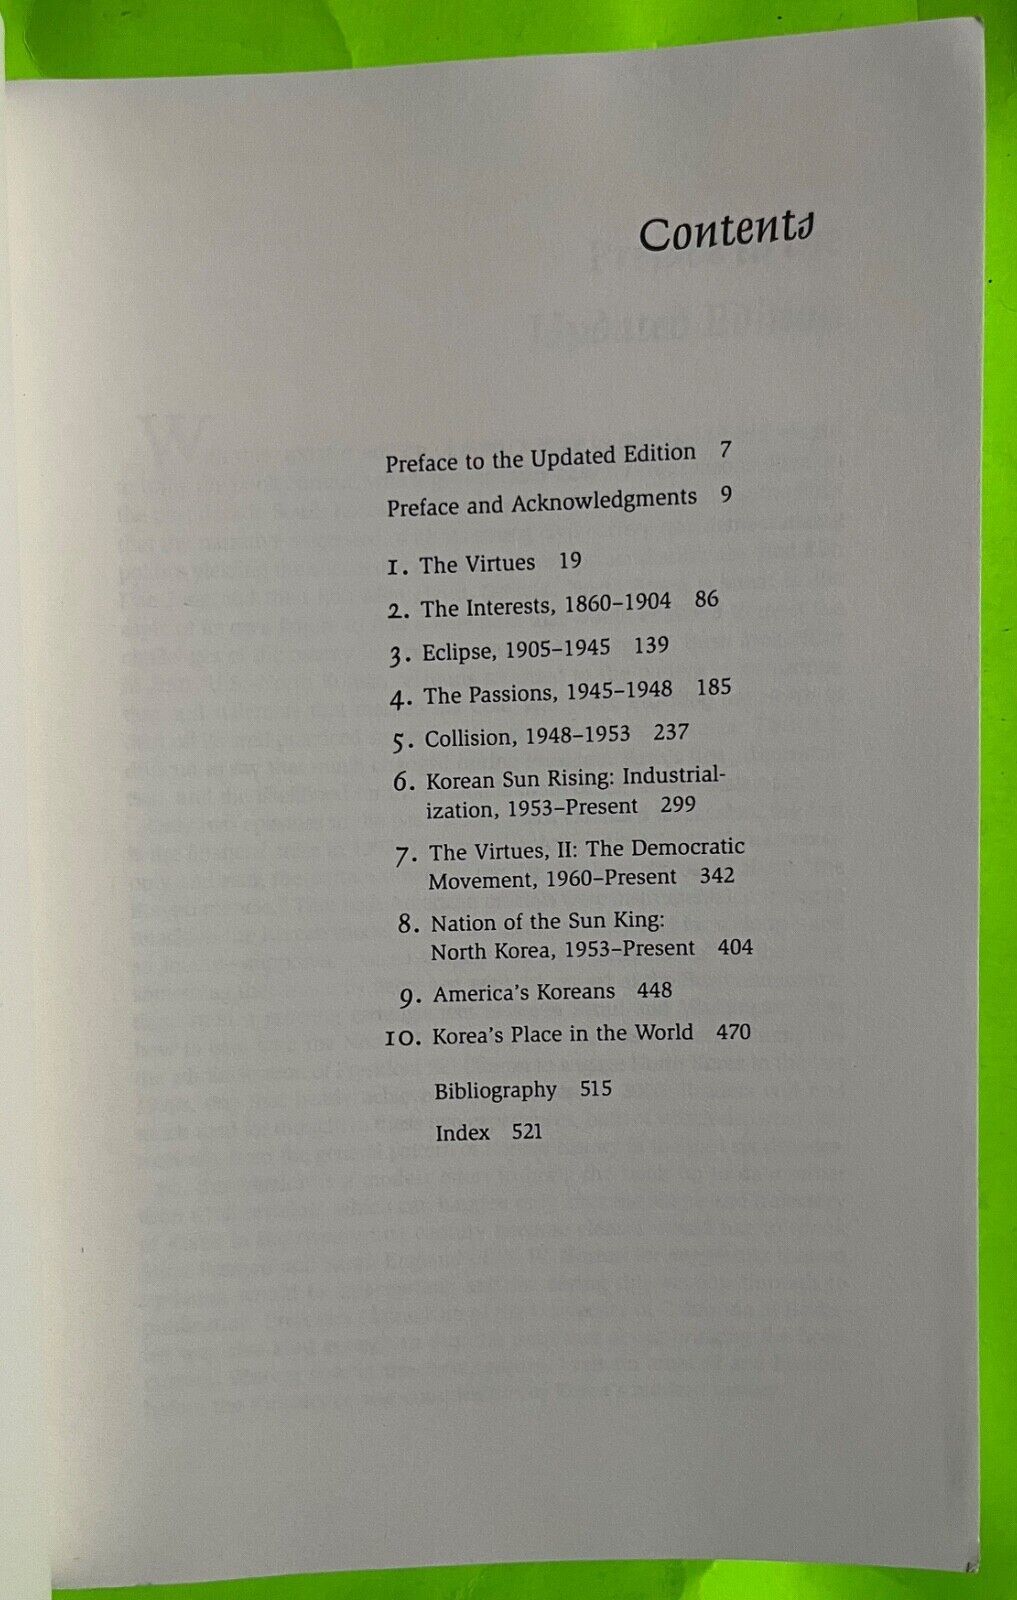 Contents
Preface to the Updated Edition 7
Preface and Acknowledgments 9
1. The Virtues 19
2. The Interests, 1860–1904 86
3. Eclipse, 1905–1945 139
4. The Passions, 1945–1948 185
5. Collision, 1948–1953 237
6. Korean Sun Rising: Industrial-
ization, 1953–Present 299
7. The Virtues, II: The Democratic
Movement, 1960–Present 342
8. Nation of the Sun King:
North Korea, 1953–Present 404
9. America's Koreans 448
10. Korea's Place in the World 470
Bibliography 515
Index 521